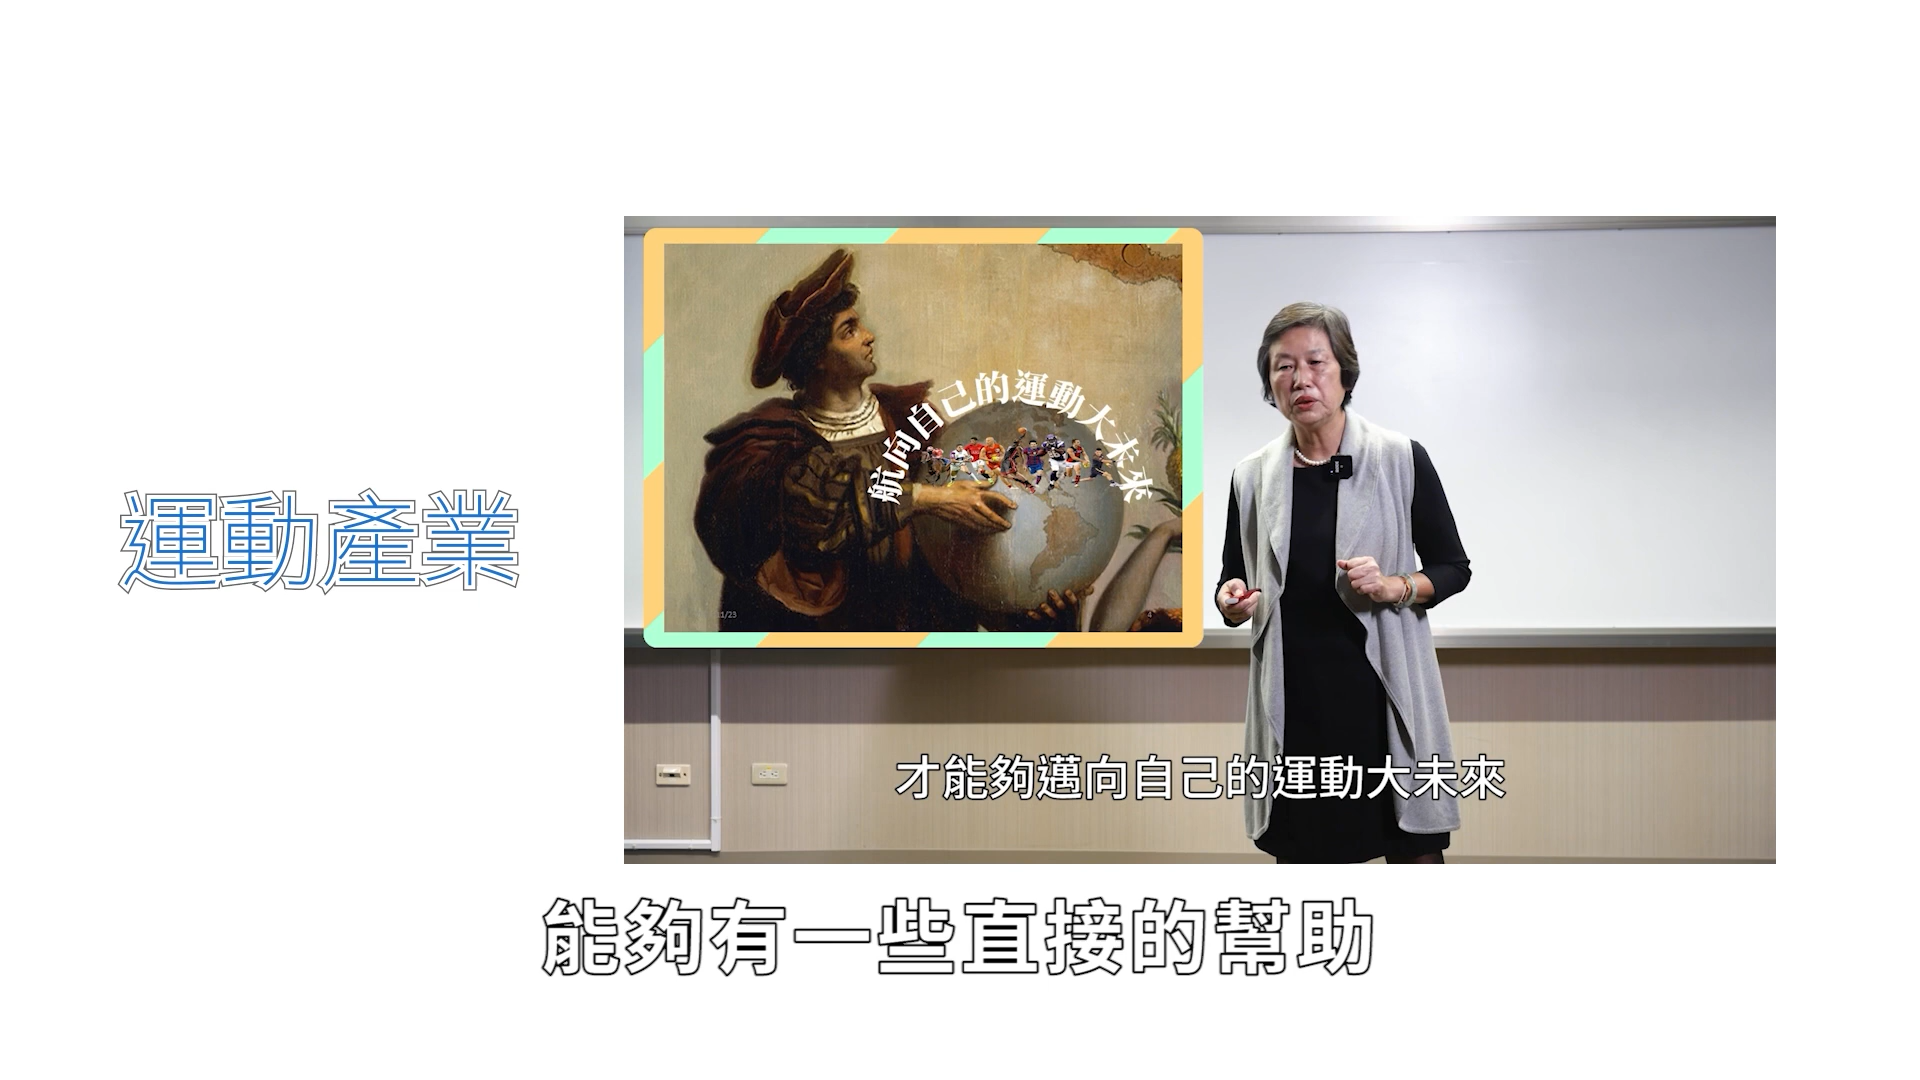 運動產業
航向自己的運動大未來
才能夠邁向自己的運動大未來
能夠有一些直接的幫助